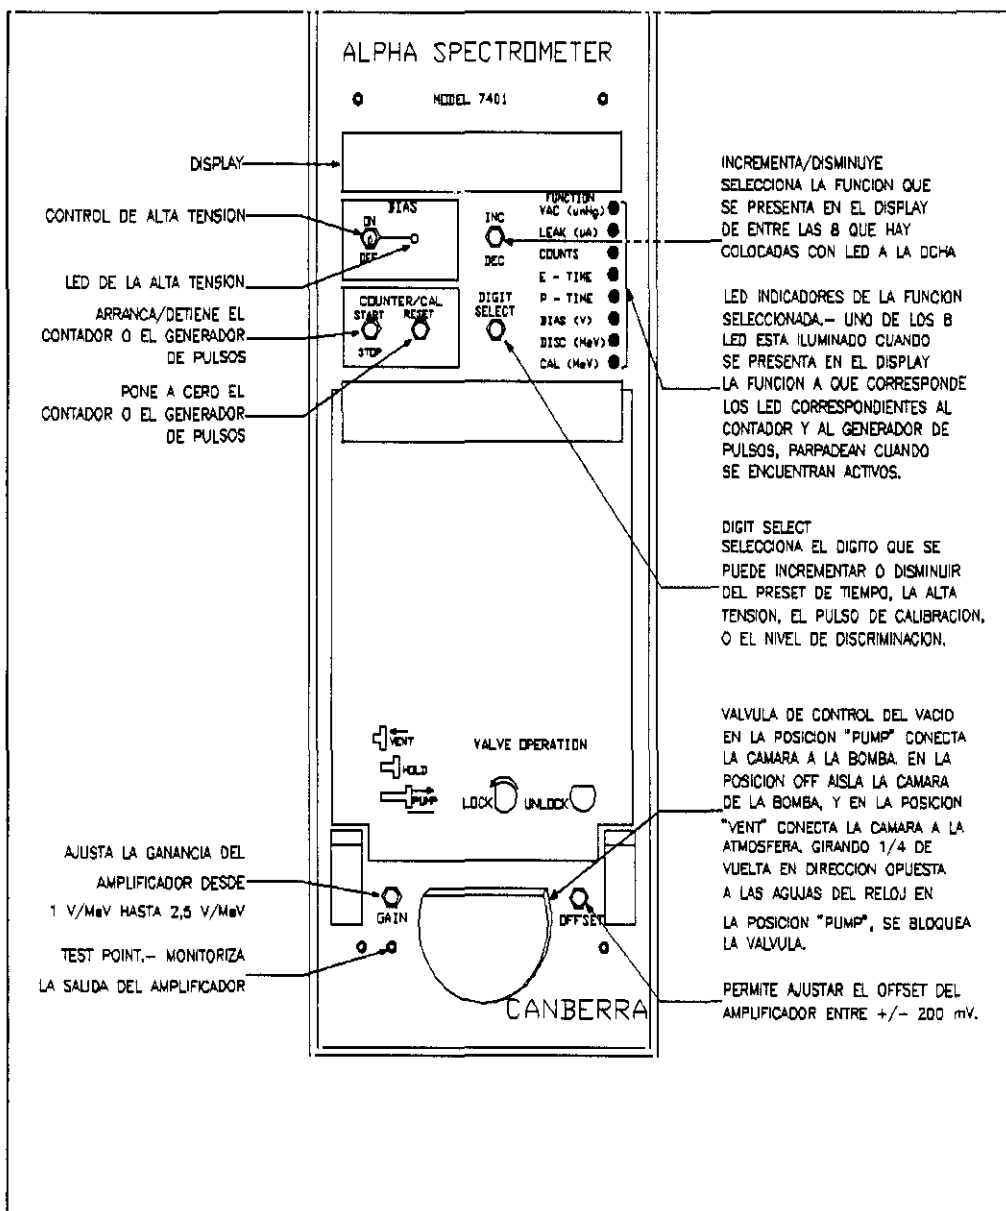 ALPHA SPECTROMETER
MODEL 7401
DISPLAY
CONTROL DE ALTA TENSION
LED DE LA ALTA TENSION
ARRANCA/DETIENE EL
CONTADOR O EL GENERADOR
DE PULSOS
PONE A CERO EL
CONTADOR O EL GENERADOR
DE PULSOS
BIAS
ON
OFF
COUNTER/CAL
START
RESET
STOP
INC
DEC
DIGIT
SELECT
FUNCTION
VAC (umHg)
LEAK (uA)
COUNTS
E - TIME
P - TIME
BIAS (V)
DISC (MeV)
CAL (MeV)
INCREMENTA/DISMINUYE
SELECCIONA LA FUNCION QUE
SE PRESENTA EN EL DISPLAY
DE ENTRE LAS 8 QUE HAY
COLOCADAS CON LED A LA DCHA
LED INDICADORES DE LA FUNCION
SELECCIONADA.- UNO DE LOS 8
LED ESTA ILUMINADO CUANDO
SE PRESENTA EN EL DISPLAY
LA FUNCION A QUE CORRESPONDE
LOS LED CORRESPONDIENTES AL
CONTADOR Y AL GENERADOR DE
PULSOS, PARPADEAN CUANDO
SE ENCUENTRAN ACTIVOS.
DIGIT SELECT
SELECCIONA EL DIGITO QUE SE
PUEDE INCREMENTAR O DISMINUIR
DEL PRESET DE TIEMPO, LA ALTA
TENSION, EL PULSO DE CALIBRACION,
O EL NIVEL DE DISCRIMINACION.
VENT
HOLD
PUMP
VALVE OPERATION
LOCK
UNLOCK
VALVULA DE CONTROL DEL VACIO
EN LA POSICION "PUMP" CONECTA
LA CAMARA A LA BOMBA. EN LA
POSICION OFF AISLA LA CAMARA
DE LA BOMBA, Y EN LA POSICION
"VENT" CONECTA LA CAMARA A LA
ATMOSFERA. GIRANDO 1/4 DE
VUELTA EN DIRECCION OPUESTA
A LAS AGUJAS DEL RELOJ EN
LA POSICION "PUMP", SE BLOQUEA
LA VALVULA.
AJUSTA LA GANANCIA DEL
AMPLIFICADOR DESDE
1 V/MeV HASTA 2,5 V/MeV
TEST POINT.- MONITORIZA
LA SALIDA DEL AMPLIFICADOR
GAIN
OFFSET
CANBERRA
PERMITE AJUSTAR EL OFFSET DEL
AMPLIFICADOR ENTRE +/- 200 mV.